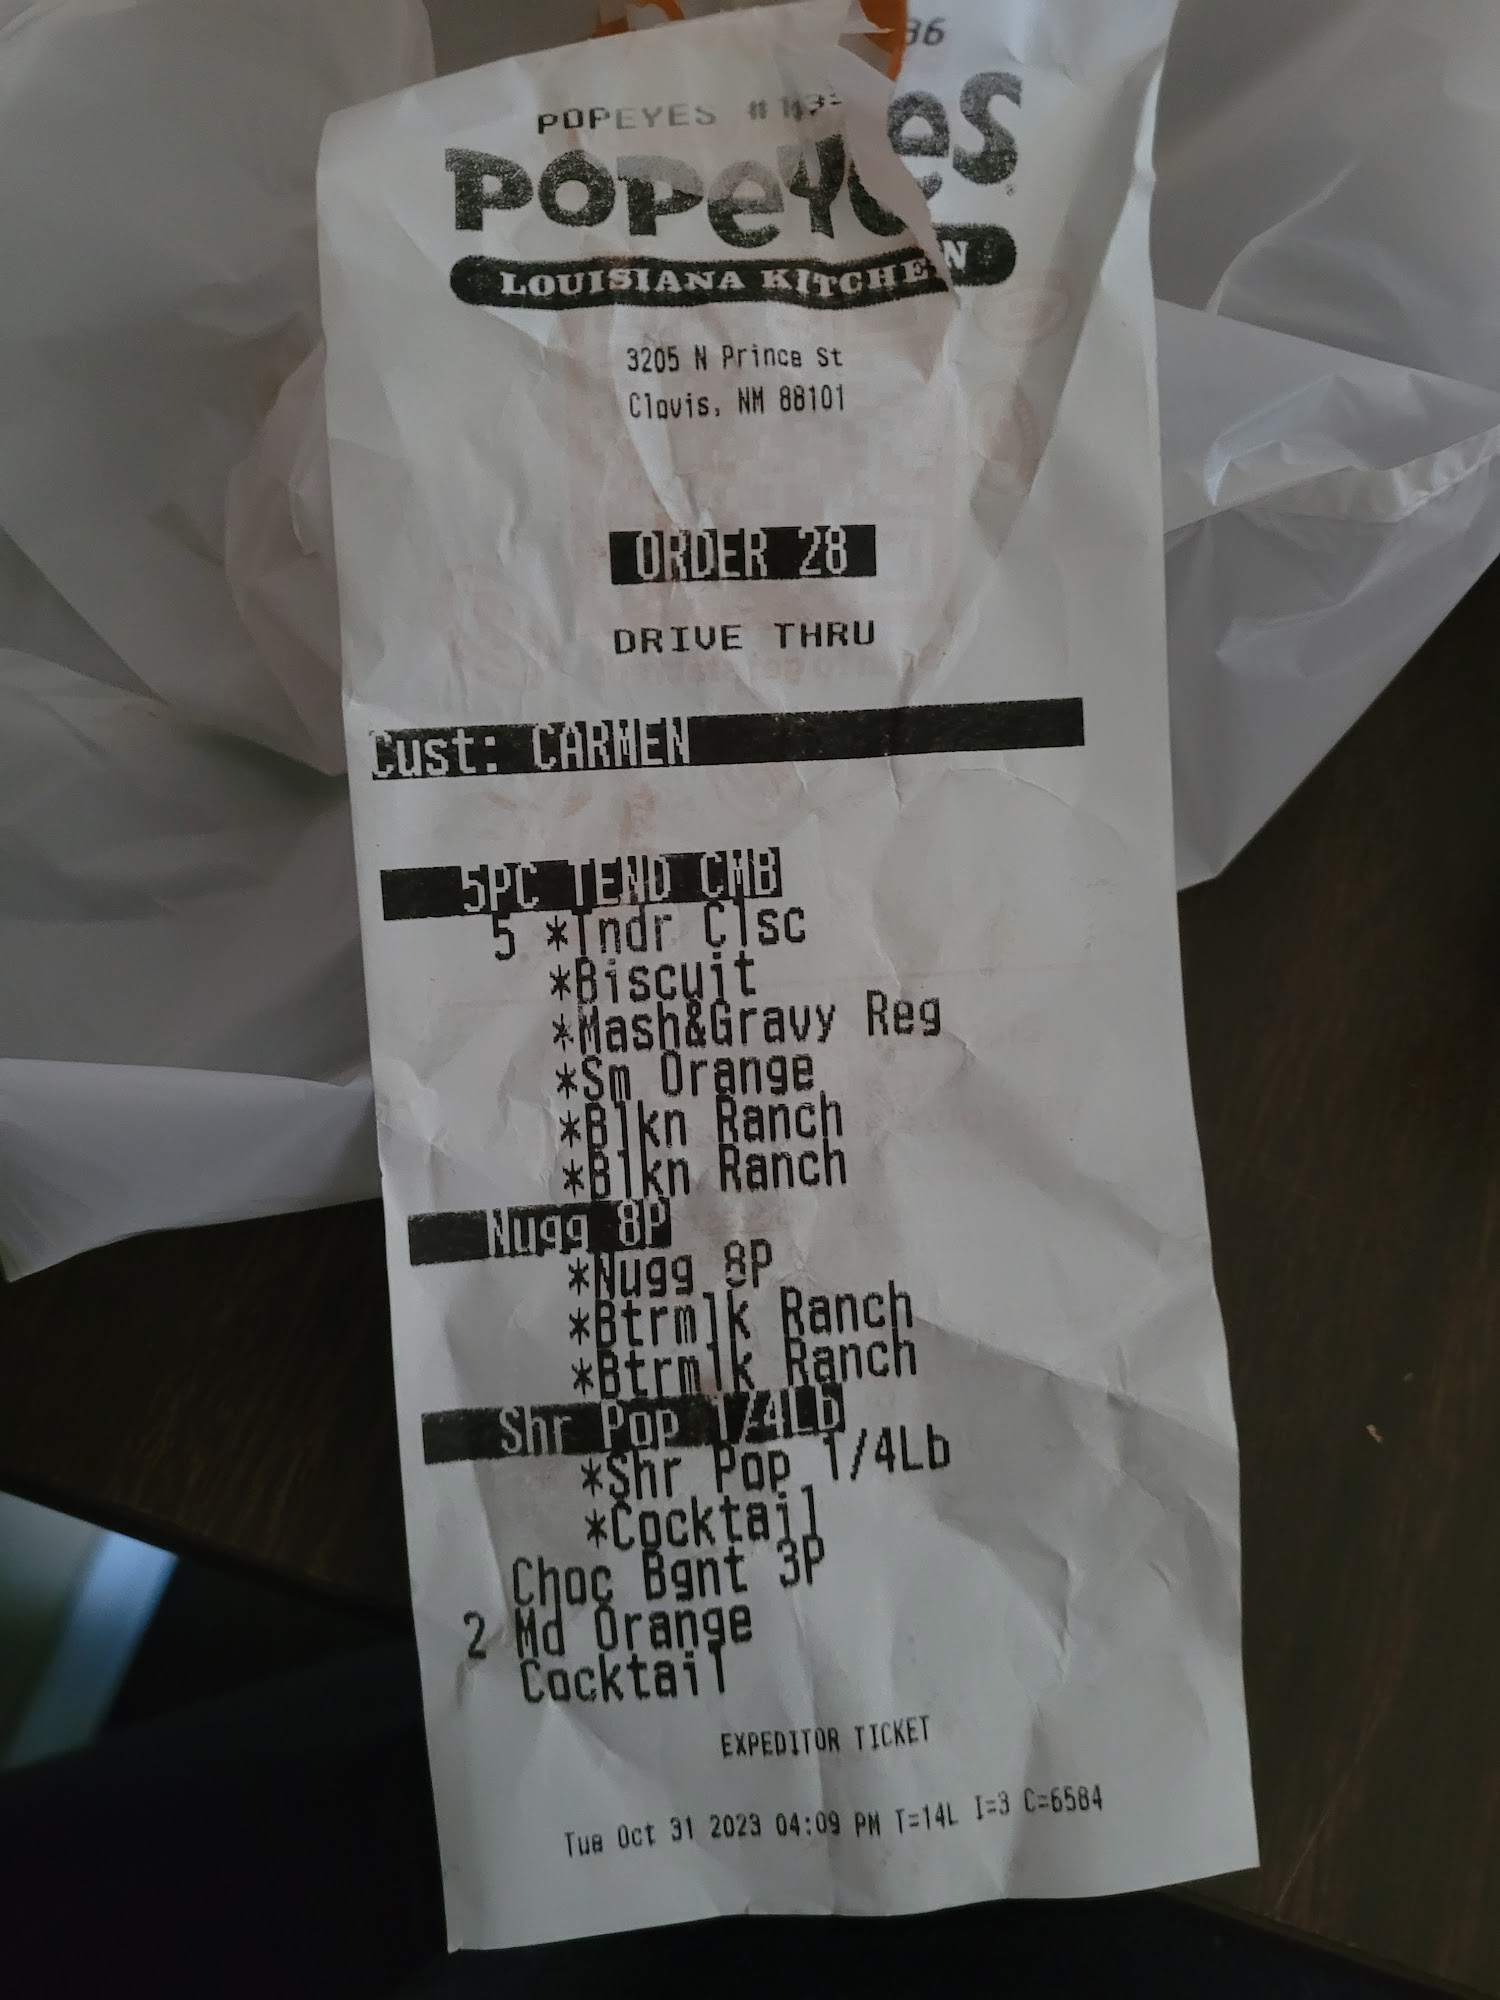 36
POPEYES
POPEYES
LOUISIANA KITCHEN
3205 N Prince St
Clovis, NM 88101
ORDER 28
DRIVE THRU
Cust: CARMEN
5PC TEND CMB
5 *Tndr Clsc
*Biscuit
*Mash&Gravy Reg
*Sm Orange
*Blkn Ranch
*Blkn Ranch
Nugg 8P
*Nugg 8P
*Btrmlk Ranch
*Btrmlk Ranch
Shr Pop 1/4Lb
*Shr Pop 1/4Lb
*Cocktail
Choc Bgnt 3P
2 Md Orange
Cocktail
EXPEDITOR TICKET
Tue Oct 31 2023 04:09 PM T=14L I=3 C=6584